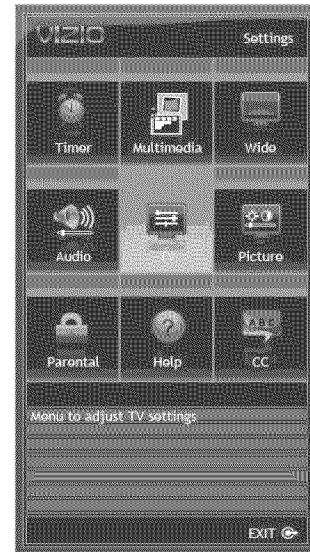 VIZIO
Settings
Timer Multimedia Wide
Audio TV Picture
Parental Help CC
Menu to adjust TV settings
EXIT